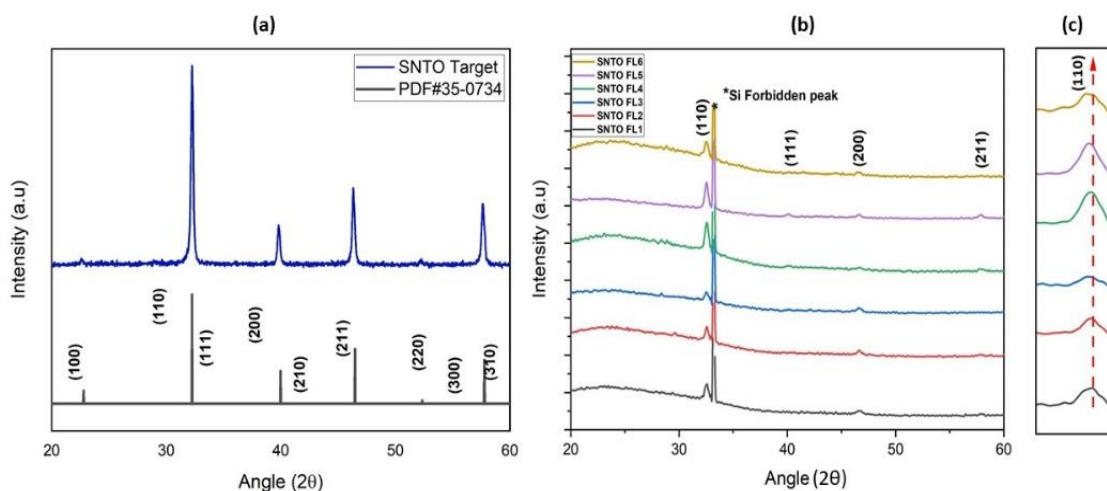 (a)
SNTO Target
PDF#35-0734
Intensity (a.u)
(100)
(110)
(111)
(200)
(210)
(211)
(220)
(300)
(310)
20
30
40
50
60
Angle (2θ)
(b)
SNTO FL6
SNTO FL5
SNTO FL4
SNTO FL3
SNTO FL2
SNTO FL1
*Si Forbidden peak
*
(110)
(111)
(200)
(211)
Intensity (a.u)
20
30
40
50
60
Angle (2θ)
(c)
(110)